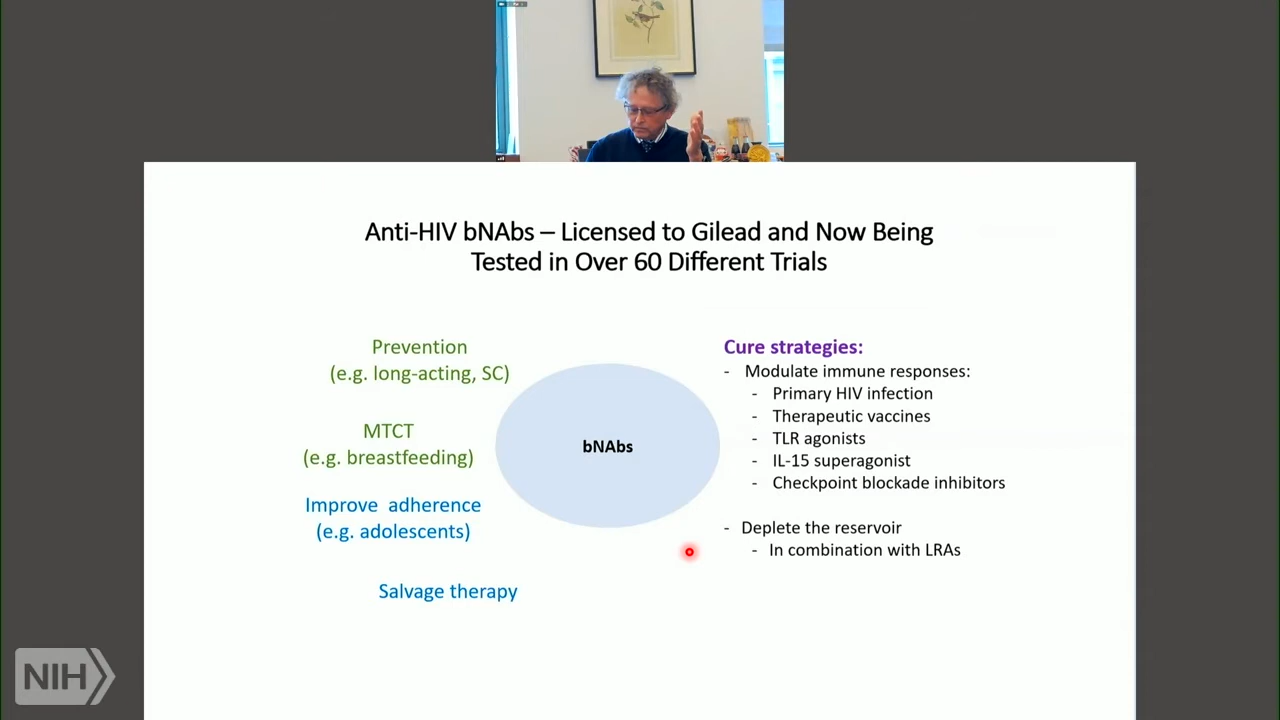 Anti-HIV bNAbs – Licensed to Gilead and Now Being
Tested in Over 60 Different Trials
Prevention
(e.g. long-acting, SC)
MTCT
(e.g. breastfeeding)
Improve adherence
(e.g. adolescents)
Salvage therapy
bNAbs
Cure strategies:
- Modulate immune responses:
- Primary HIV infection
- Therapeutic vaccines
- TLR agonists
- IL-15 superagonist
- Checkpoint blockade inhibitors
- Deplete the reservoir
- In combination with LRAs
NIH